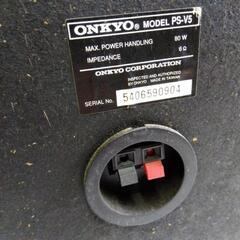 ONKYO® MODEL PS-V5
MAX. POWER HANDLING 80 W
IMPEDANCE 6 Ω
ONKYO CORPORATION
INSPECTED AND AUTHORIZED
BY ONKYO MADE IN TAIWAN
SERIAL No. 5406590904